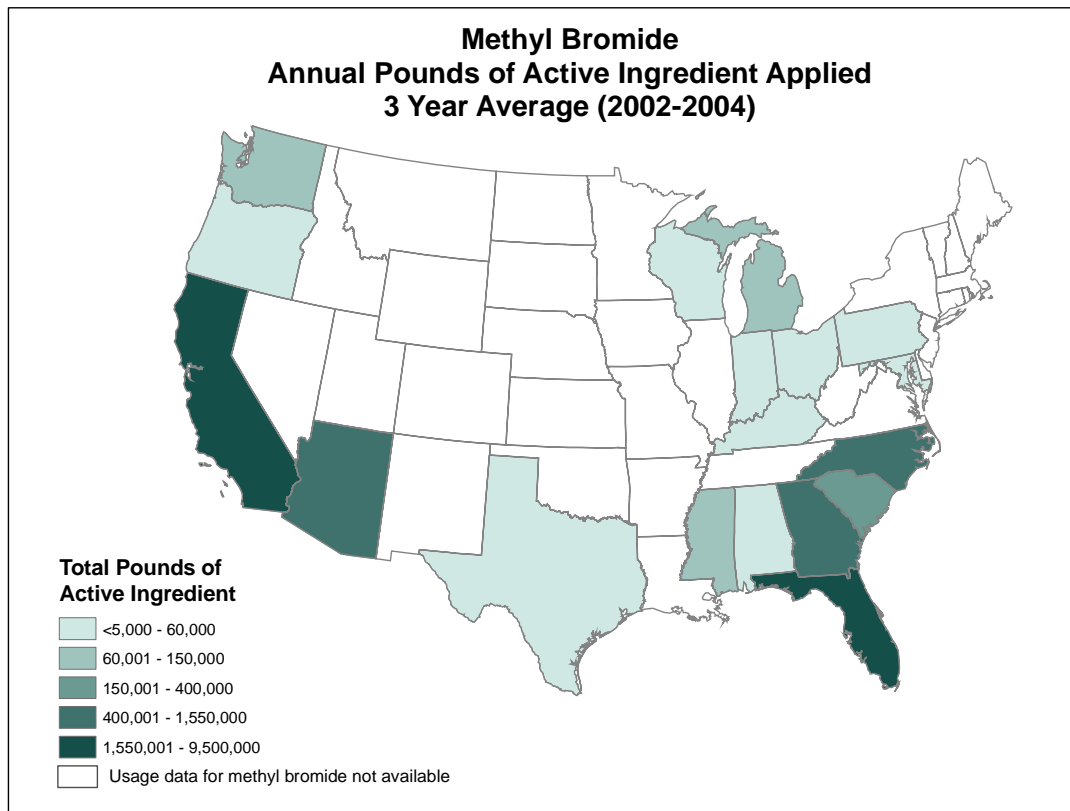 Methyl Bromide
Annual Pounds of Active Ingredient Applied
3 Year Average (2002-2004)
Total Pounds of
Active Ingredient
<5,000 - 60,000
60,001 - 150,000
150,001 - 400,000
400,001 - 1,550,000
1,550,001 - 9,500,000
Usage data for methyl bromide not available